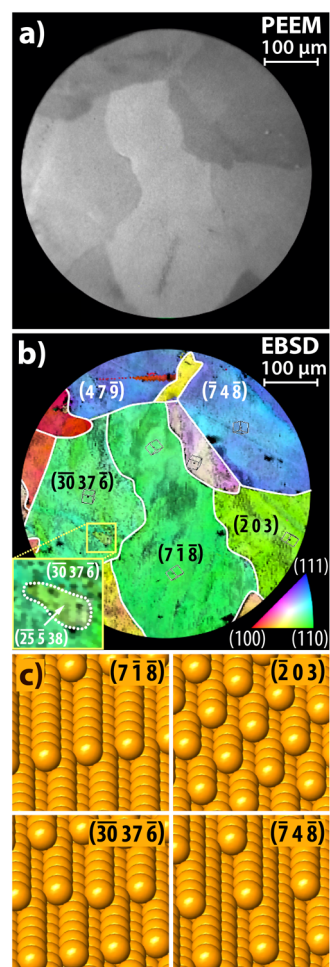 a)
PEEM
100 µm
b)
EBSD
100 µm
(4 7 9̅)
(7̅ 4 8̅)
(3̅0̅ 37 6̅)
(2̅ 0 3)
(7 1̅ 8̅)
(3̅0̅ 37 6̅)
(2̅5̅ 5̅ 38)
(111)
(100)
(110)
c)
(7 1̅ 8̅)
(2̅ 0 3)
(3̅0̅ 37 6̅)
(7̅ 4 8̅)